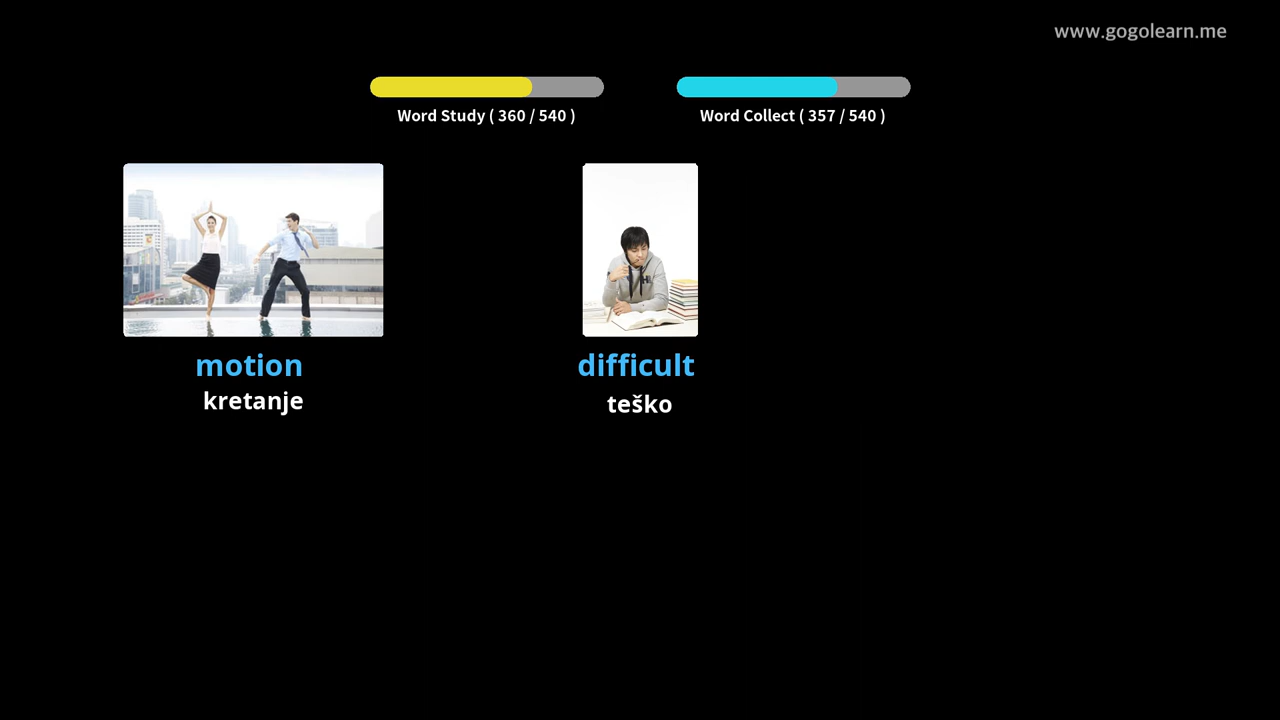 www.gogolearn.me
Word Study ( 360 / 540 )
Word Collect ( 357 / 540 )
motion
kretanje
difficult
teško